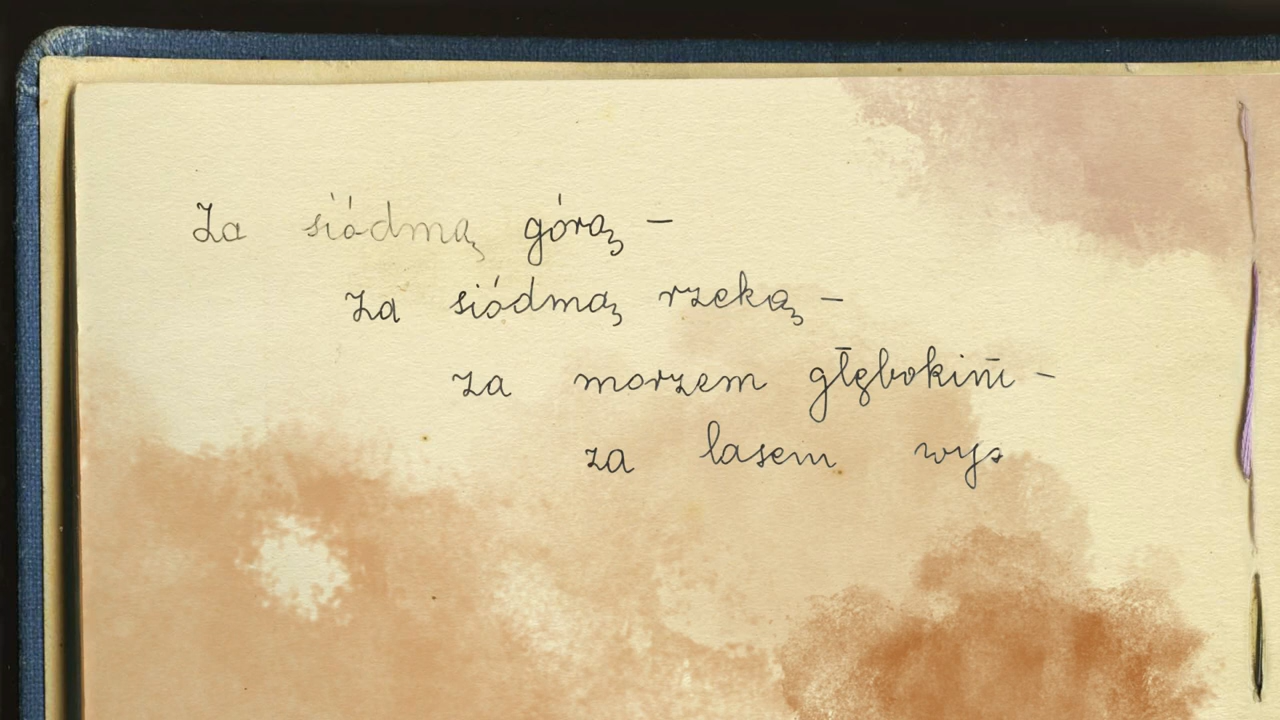 Za siódmą górą –
za siódmą rzeką –
za morzem głębokim –
za lasem wys